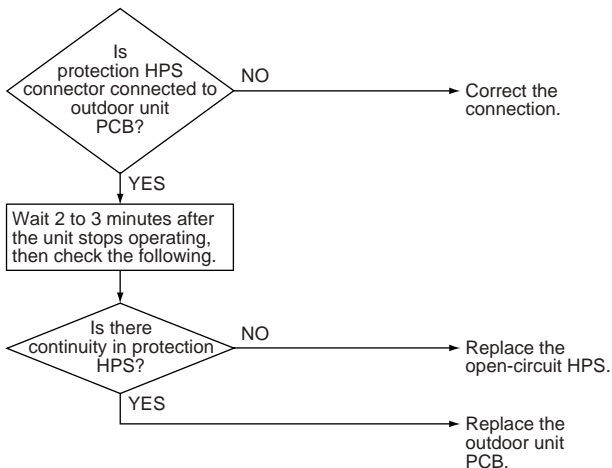 Is
protection HPS
connector connected to
outdoor unit
PCB?
NO
Correct the
connection.
YES
Wait 2 to 3 minutes after
the unit stops operating,
then check the following.
Is there
continuity in protection
HPS?
NO
Replace the
open-circuit HPS.
YES
Replace the
outdoor unit
PCB.